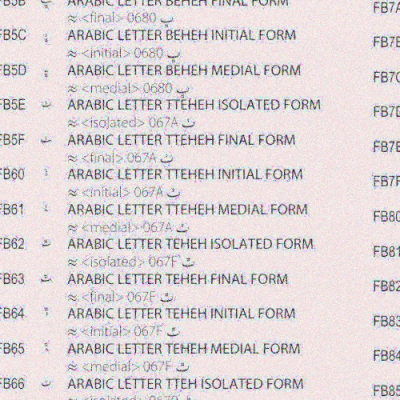 FB5B ٻ ARABIC LETTER BEHEH FINAL FORM
≈ <final> 0680 ڀ
FB5C ARABIC LETTER BEHEH INITIAL FORM
≈ <initial> 0680 ڀ
FB5D ARABIC LETTER BEHEH MEDIAL FORM
≈ <medial> 0680 ڀ
FB5E ٺ ARABIC LETTER TTEHEH ISOLATED FORM
≈ <isolated> 067A ٺ
FB5F ٺ ARABIC LETTER TTEHEH FINAL FORM
≈ <final> 067A ٺ
FB60 ARABIC LETTER TTEHEH INITIAL FORM
≈ <initial> 067A ٺ
FB61 ARABIC LETTER TTEHEH MEDIAL FORM
≈ <medial> 067A ٺ
FB62 ٿ ARABIC LETTER TEHEH ISOLATED FORM
≈ <isolated> 067F ٿ
FB63 ٿ ARABIC LETTER TEHEH FINAL FORM
≈ <final> 067F ٿ
FB64 ARABIC LETTER TEHEH INITIAL FORM
≈ <initial> 067F ٿ
FB65 ARABIC LETTER TEHEH MEDIAL FORM
≈ <medial> 067F ٿ
FB66 ٹ ARABIC LETTER TTEH ISOLATED FORM
≈ <isolated> 0679
FB7A
FB7B
FB7C
FB7D
FB7E
FB7F
FB80
FB81
FB82
FB83
FB84
FB85